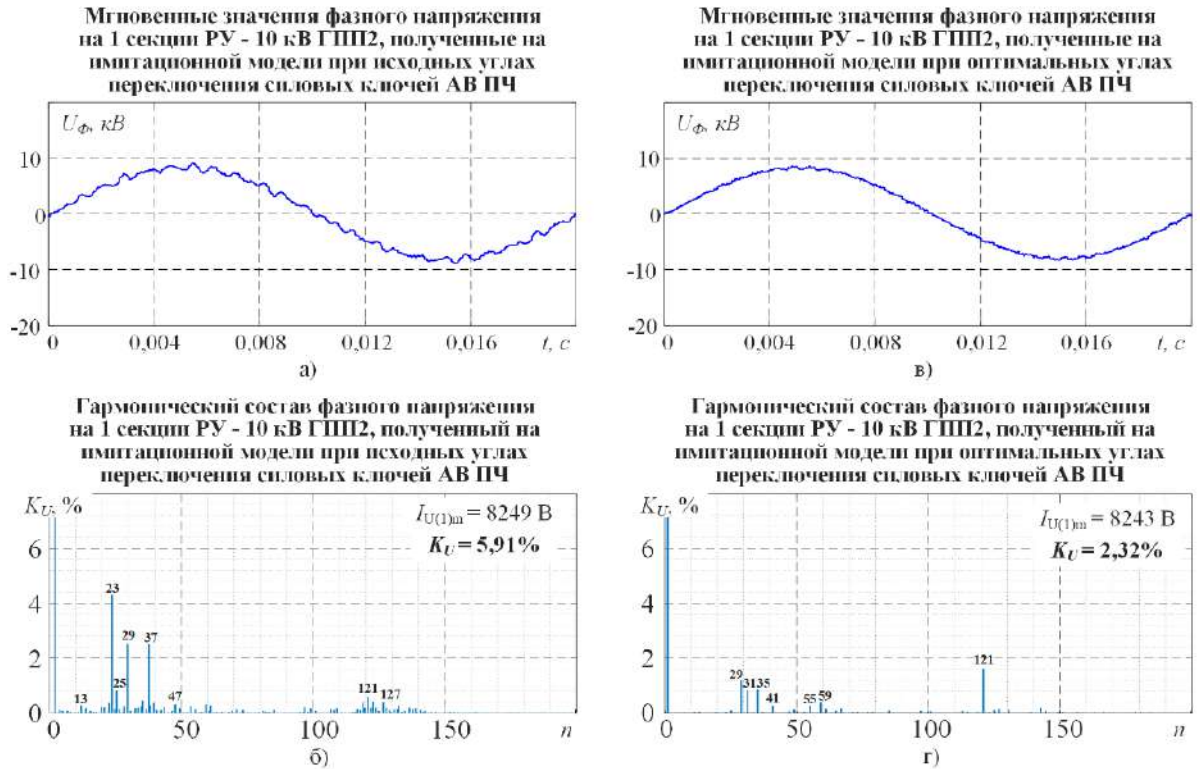 Мгновенные значения фазного напряжения
на 1 секции РУ - 10 кВ ГПП2, полученные на
имитационной модели при исходных углах
переключения силовых ключей АВ ПЧ
UФ, кВ
10
0
-10
-20
0 0,004 0,008 0,012 0,016 t, с
а)
Мгновенные значения фазного напряжения
на 1 секции РУ - 10 кВ ГПП2, полученные на
имитационной модели при оптимальных углах
переключения силовых ключей АВ ПЧ
UФ, кВ
10
0
-10
-20
0 0,004 0,008 0,012 0,016 t, с
в)
Гармонический состав фазного напряжения
на 1 секции РУ - 10 кВ ГПП2, полученный на
имитационной модели при исходных углах
переключения силовых ключей АВ ПЧ
KU, %
IU(1)m = 8249 В
KU = 5,91%
6
4
2
0
23
29
37
25
13
47
121
127
0 50 100 150 n
б)
Гармонический состав фазного напряжения
на 1 секции РУ - 10 кВ ГПП2, полученный на
имитационной модели при оптимальных углах
переключения силовых ключей АВ ПЧ
KU, %
IU(1)m = 8243 В
KU = 2,32%
6
4
2
0
121
29
31 35
41
55
59
0 50 100 150 n
г)